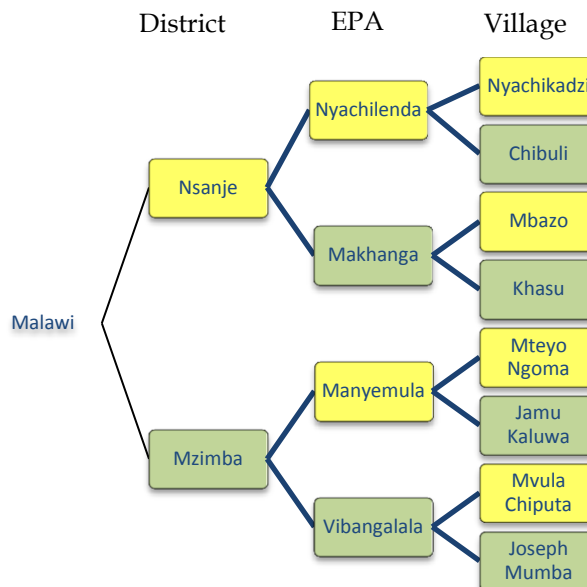 District EPA Village
Nyachikadzi
Nyachilenda
Chibuli
Nsanje
Mbazo
Makhanga
Khasu
Malawi
Mteyo
Ngoma
Manyemula
Jamu
Kaluwa
Mzimba
Mvula
Chiputa
Vibangalala
Joseph
Mumba